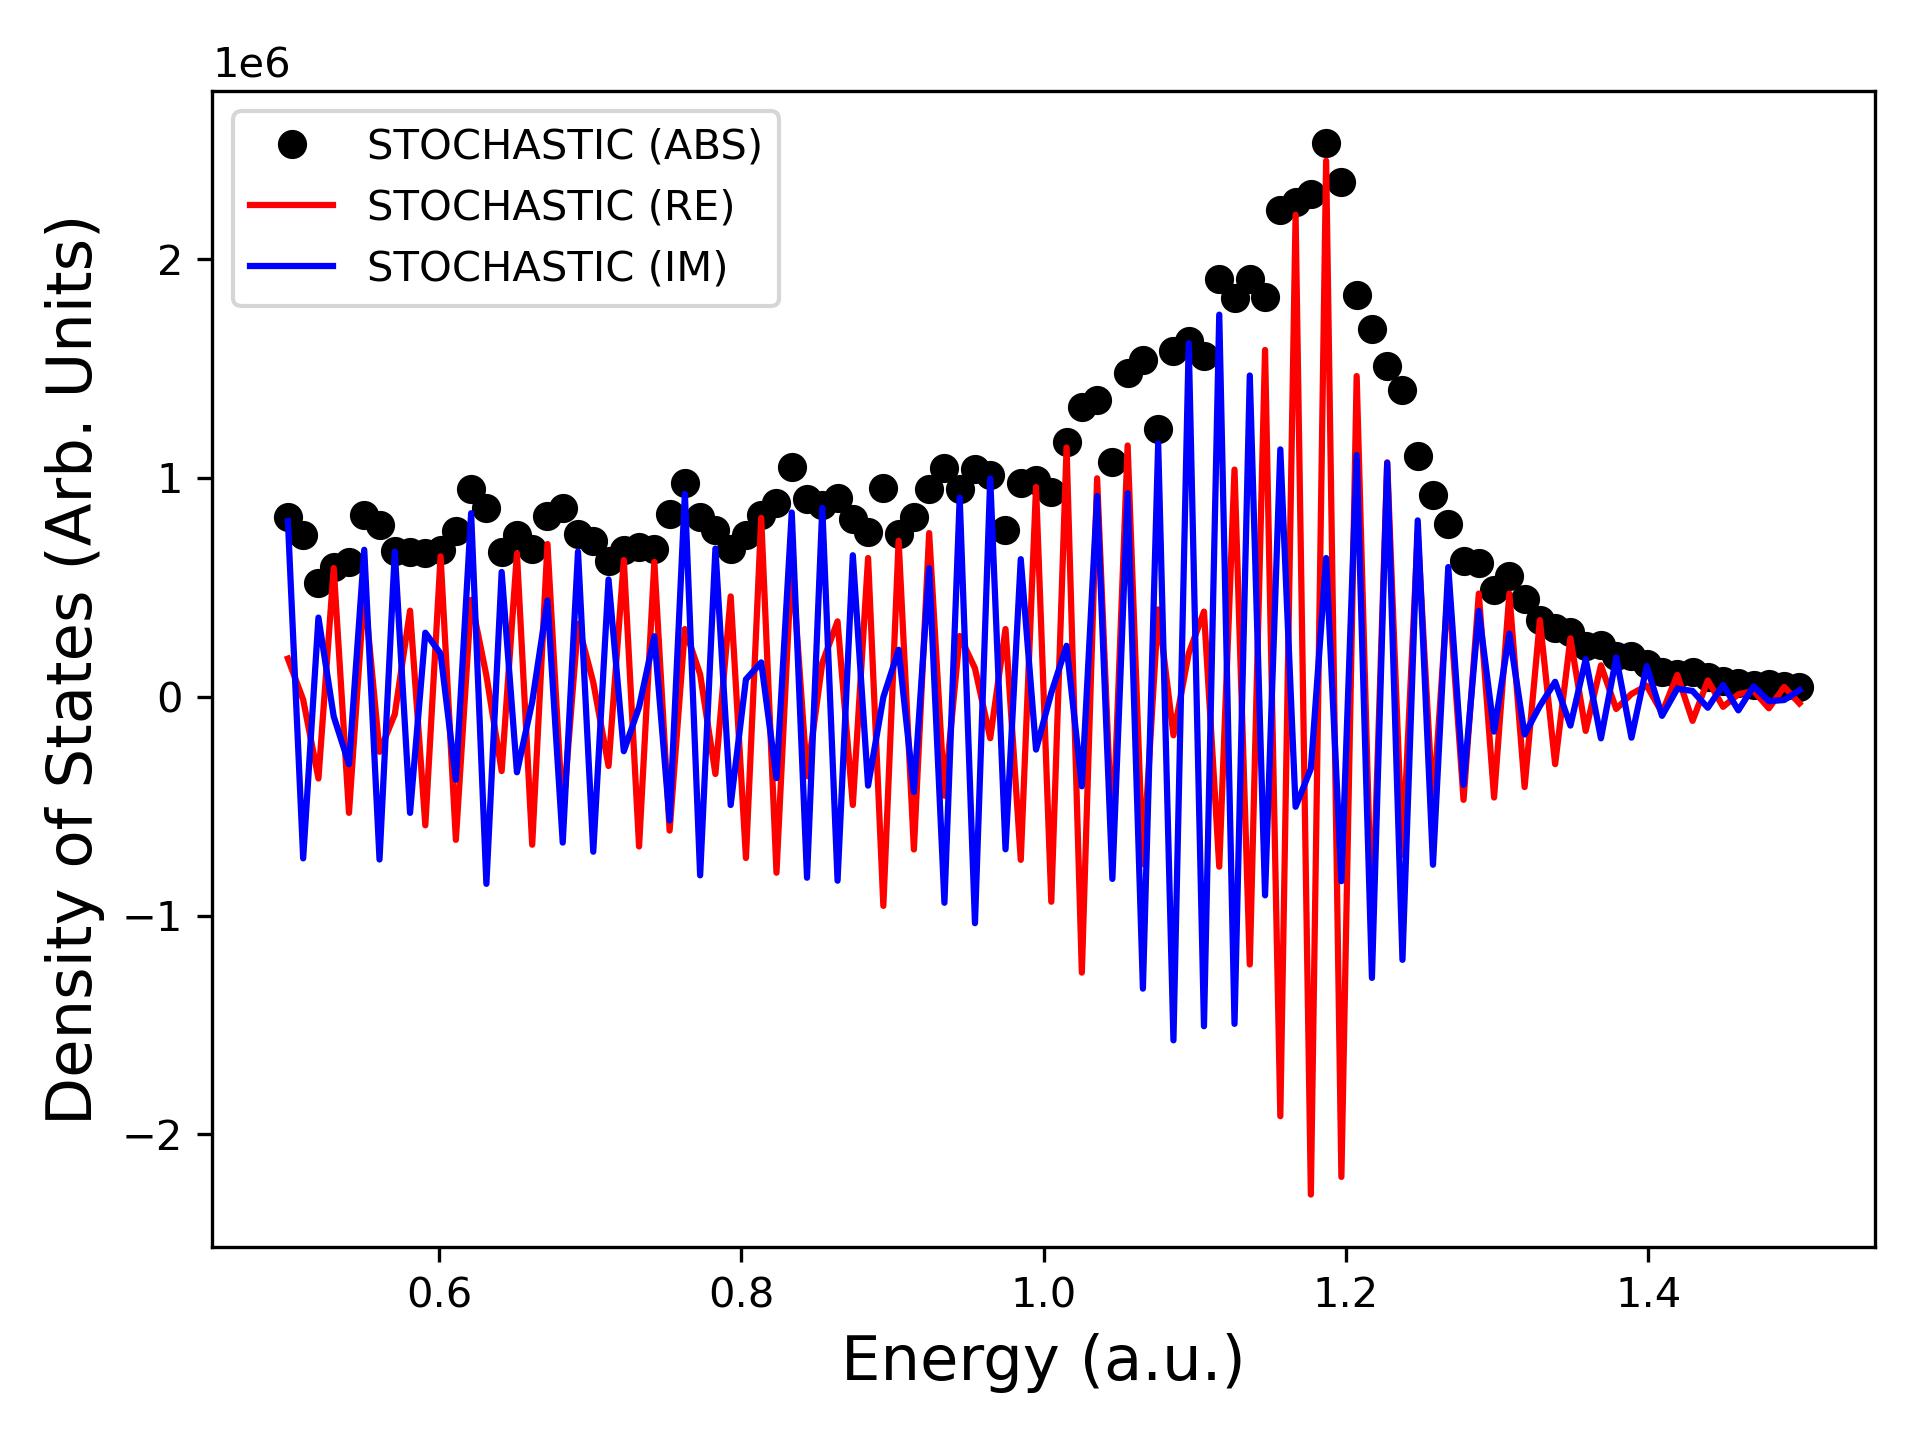 1e6
STOCHASTIC (ABS)
STOCHASTIC (RE)
STOCHASTIC (IM)
Density of States (Arb. Units)
2
1
0
−1
−2
0.6 0.8 1.0 1.2 1.4
Energy (a.u.)